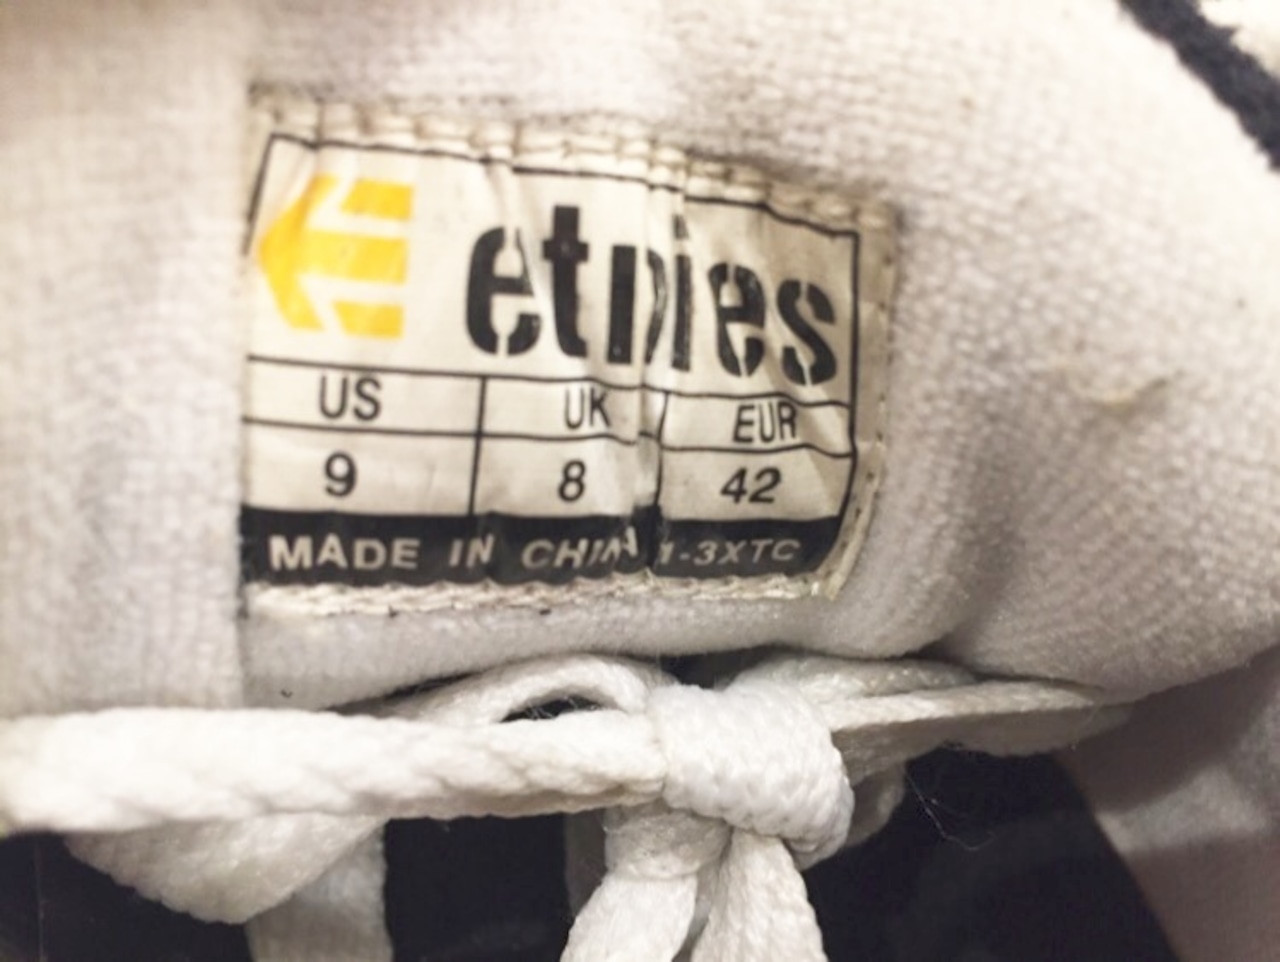 etnies
US UK EUR
9 8 42
MADE IN CHINA 1-3XTC